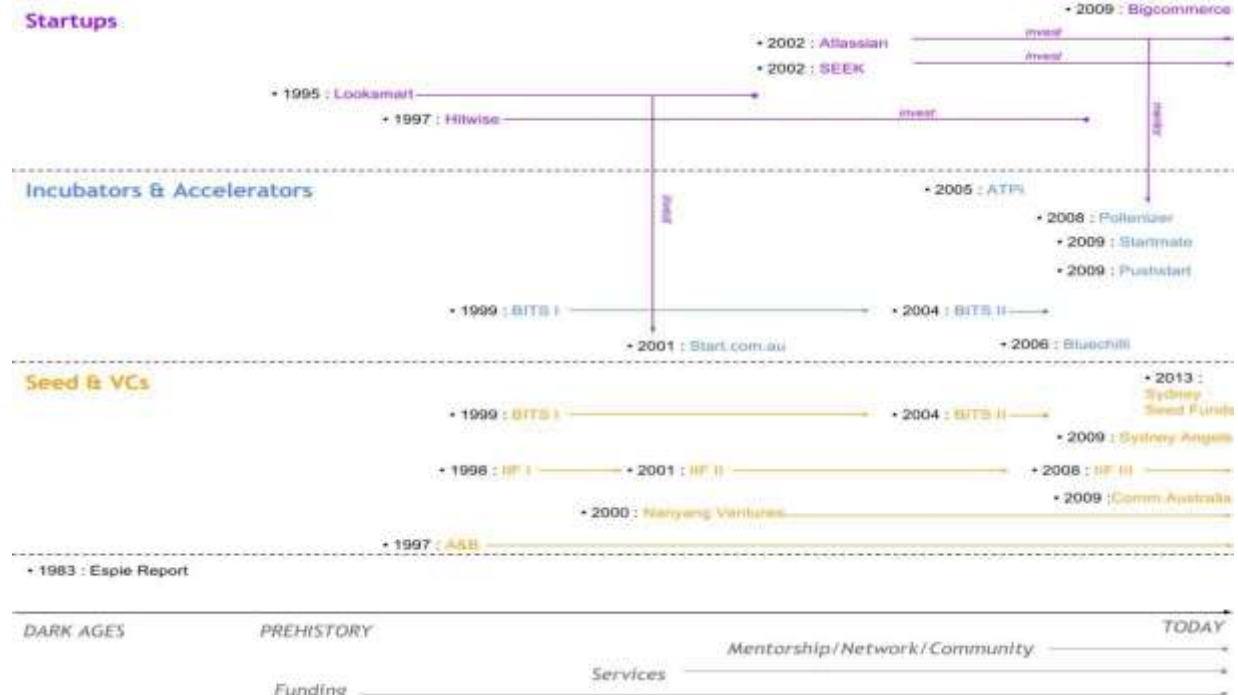 Startups
• 2009 : Bigcommerce
• 2002 : Atlassian
invest
• 2002 : SEEK
invest
• 1995 : Looksmart
• 1997 : Hitwise
invest
Incubators & Accelerators
• 2005 : ATPi
invest
• 2008 : Pollenizer
• 2009 : Startmate
• 2009 : Pushstart
• 1999 : BITS I
• 2004 : BITS II
• 2001 : Start.com.au
• 2006 : Bluechilli
Seed & VCs
• 2013 :
Sydney
Seed Funds
• 1999 : BITS I
• 2004 : BITS II
• 2009 : Sydney Angels
• 1998 : IIF I
• 2001 : IIF II
• 2008 : IIF III
• 2009 :Comm.Australia
• 2000 : Nanyang Ventures
• 1997 : A&B
• 1983 : Espie Report
DARK AGES
PREHISTORY
TODAY
Mentorship/Network/Community
Services
Funding